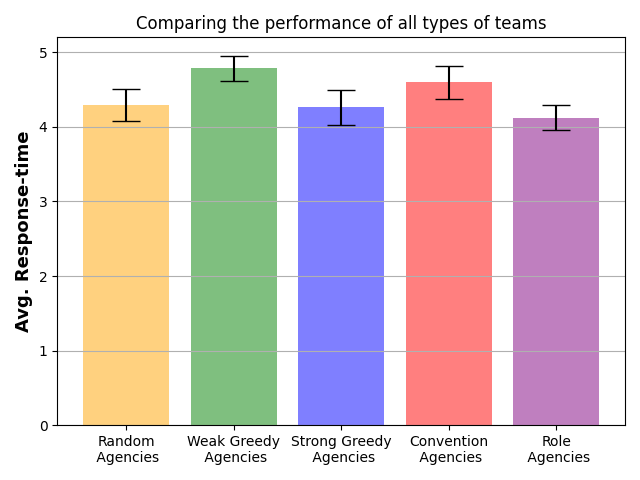 Comparing the performance of all types of teams
Avg. Response-time
5
4
3
2
1
0
Random Agencies
Weak Greedy Agencies
Strong Greedy Agencies
Convention Agencies
Role Agencies